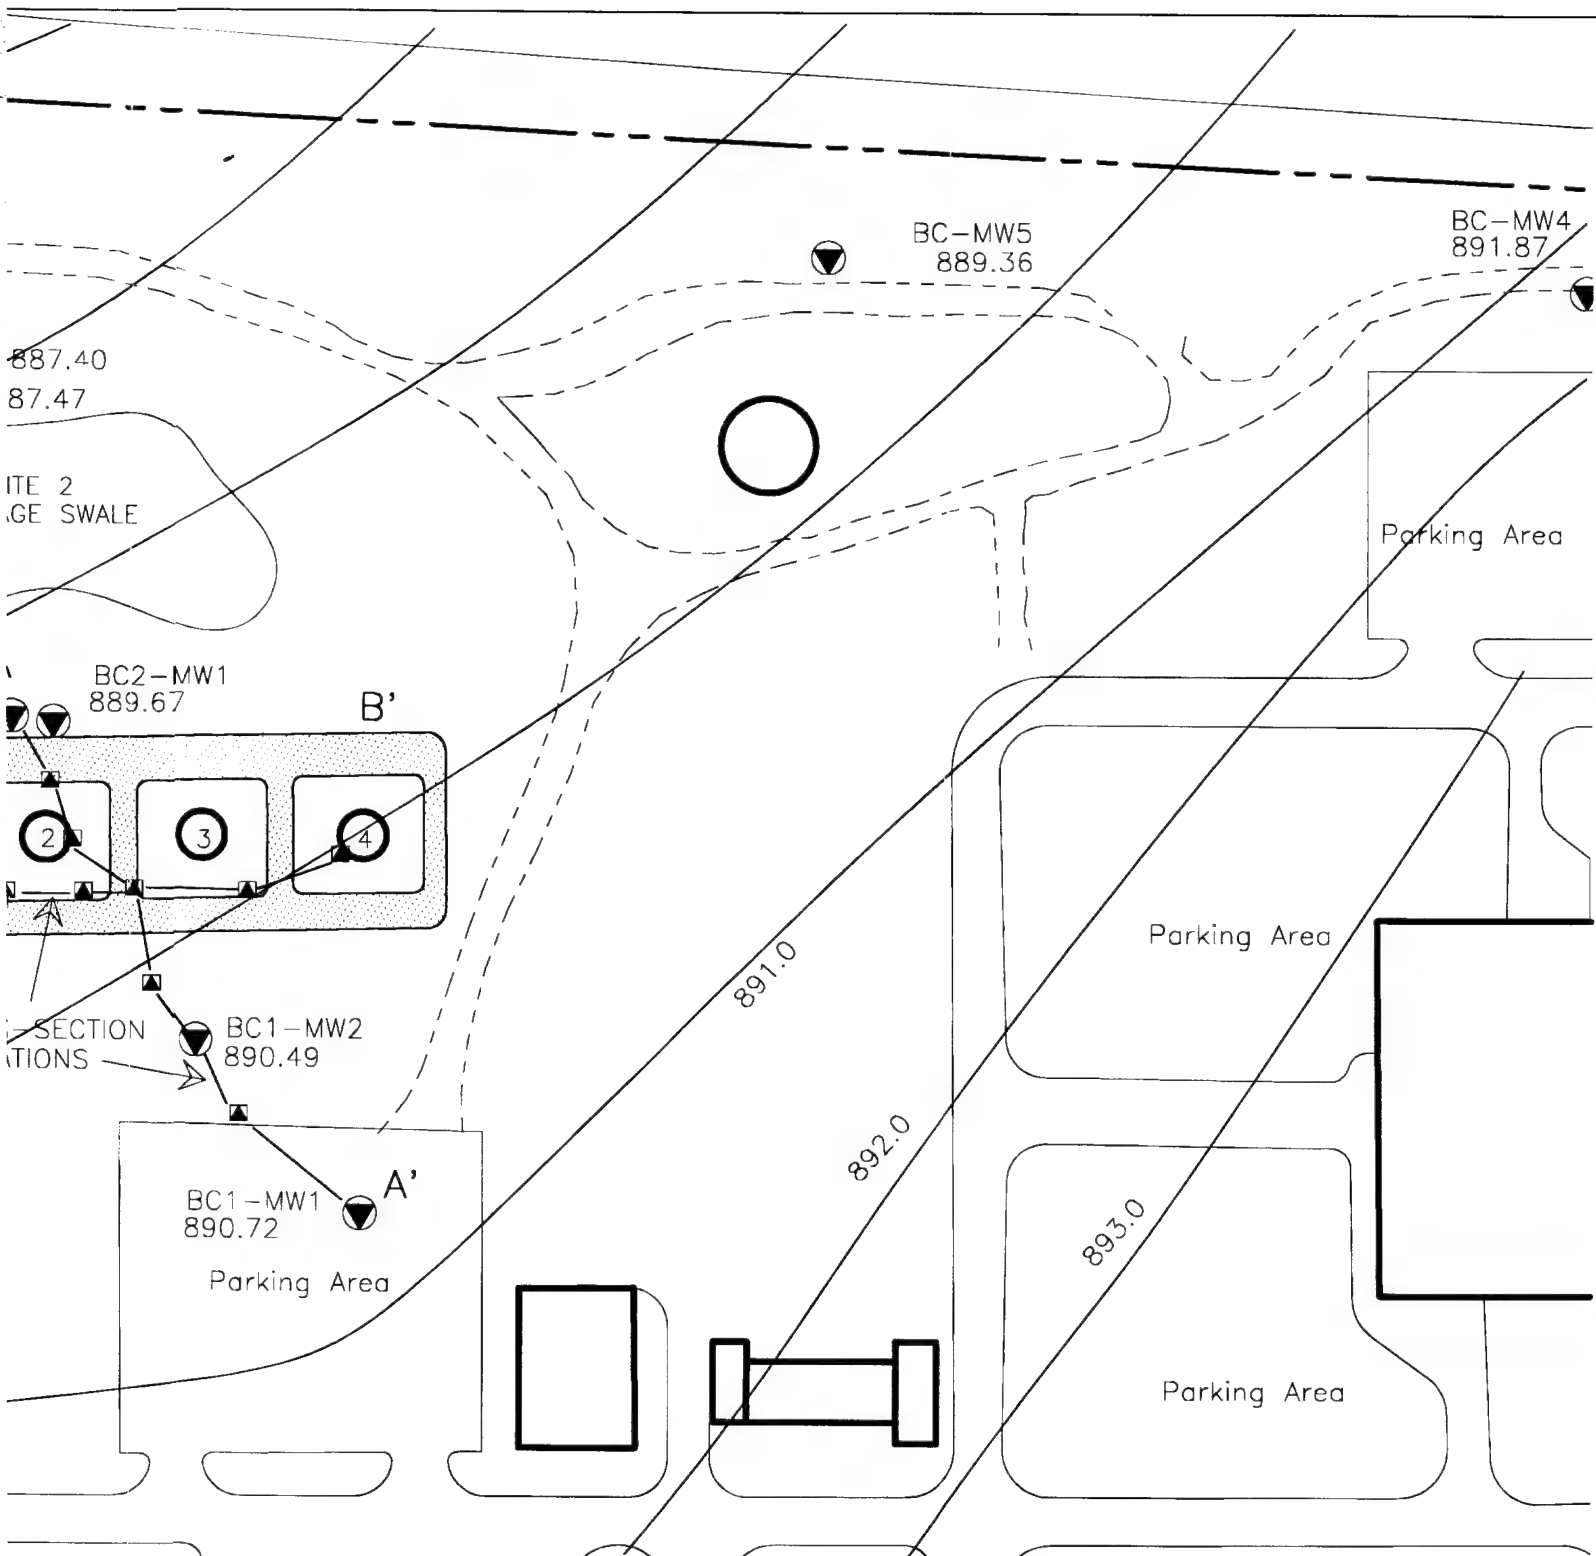 BC-MW5
889.36
BC-MW4
891.87
887.40
87.47
ITE 2
GE SWALE
Parking Area
BC2-MW1
889.67
B'
2
3
4
Parking Area
891.0
-SECTION
ATIONS
BC1-MW2
890.49
892.0
A'
BC1-MW1
890.72
893.0
Parking Area
Parking Area